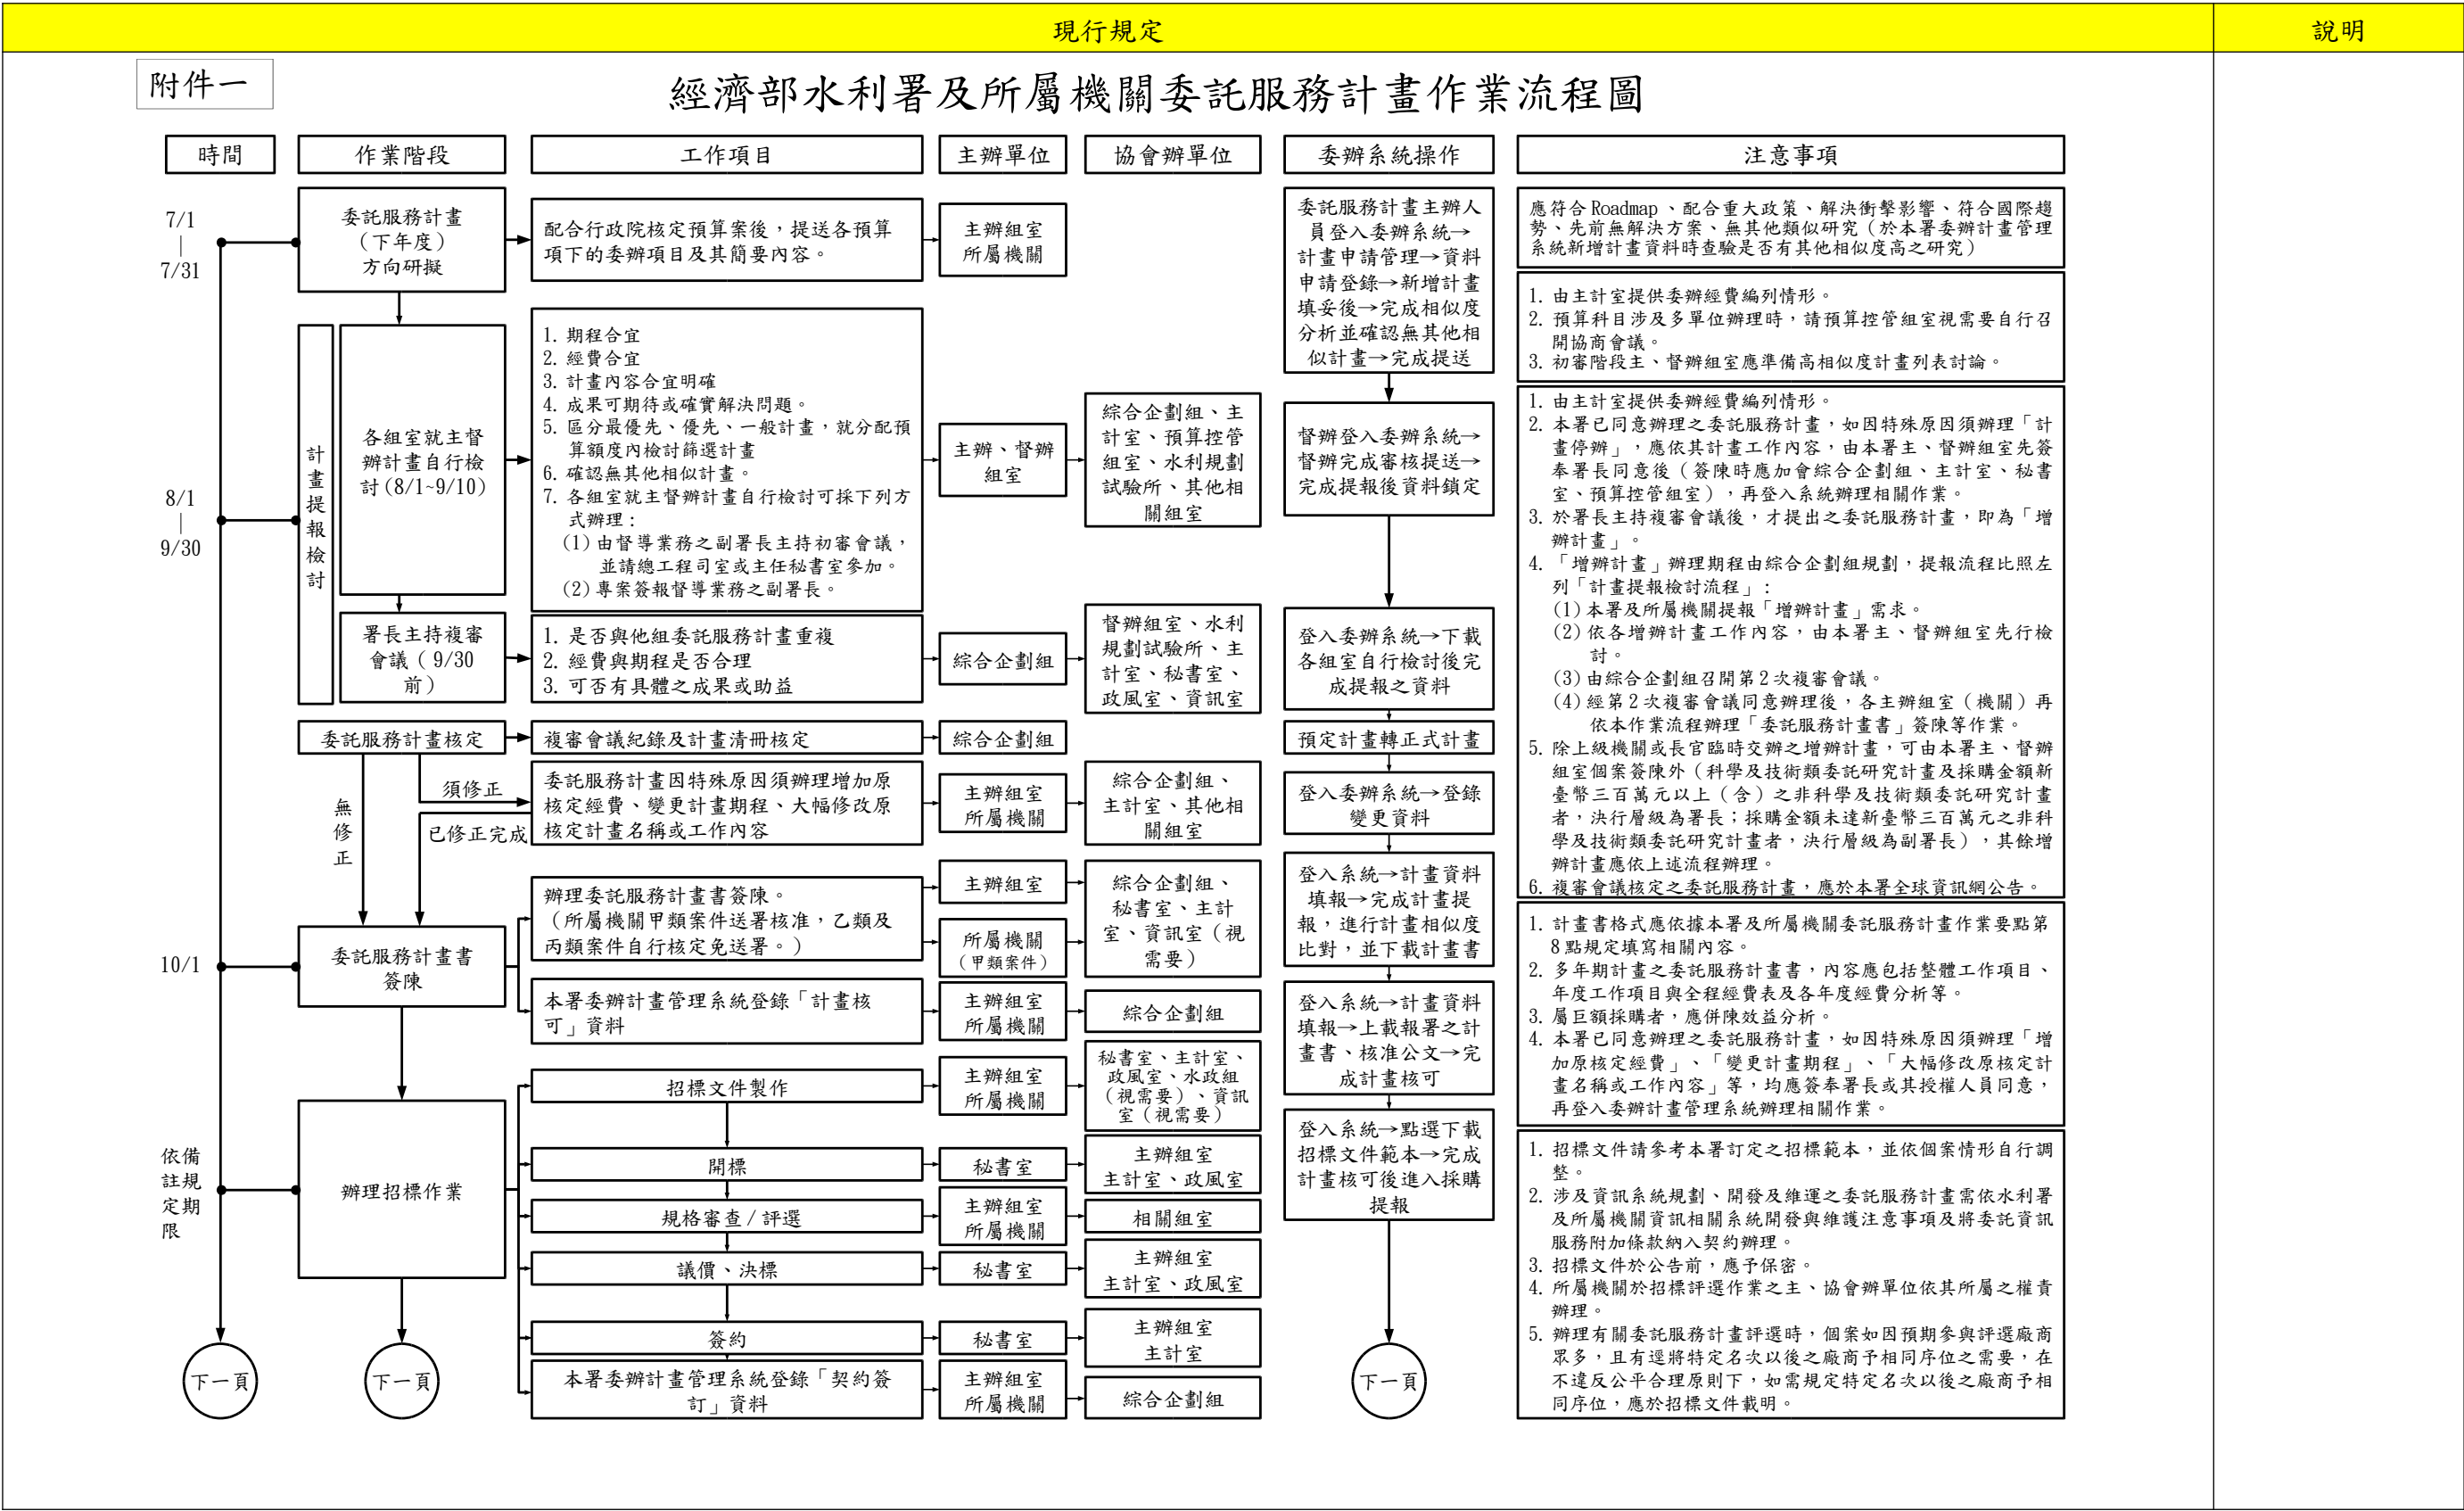 現行規定
說明
附件一
經濟部水利署及所屬機關委託服務計畫作業流程圖
時間
作業階段
工作項目
主辦單位
協會辦單位
委辦系統操作
注意事項
7/1
|
7/31
委託服務計畫
(下年度)
方向研擬
配合行政院核定預算案後，提送各預算
項下的委辦項目及其簡要內容。
主辦組室
所屬機關
委託服務計畫主辦人
員登入委辦系統→
計畫申請管理→資料
申請登錄→新增計畫
填妥後→完成相似度
分析並確認無其他相
似計畫→完成提送
應符合Roadmap、配合重大政策、解決衝擊影響、符合國際趨
勢、先前無解決方案、無其他類似研究（於本署委辦計畫管理
系統新增計畫資料時查驗是否有其他相似度高之研究）
1. 由主計室提供委辦經費編列情形。
2. 預算科目涉及多單位辦理時，請預算控管組室視需要自行召
開協商會議。
3. 初審階段主、督辦組室應準備高相似度計畫列表討論。
8/1
|
9/30
計
畫
提
報
檢
討
各組室就主督
辦計畫自行檢
討(8/1~9/10)
1. 期程合宜
2. 經費合宜
3. 計畫內容合宜明確
4. 成果可期待或確實解決問題。
5. 區分最優先、優先、一般計畫，就分配預
算額度內檢討篩選計畫
6. 確認無其他相似計畫。
7. 各組室就主督辦計畫自行檢討可採下列方
式辦理：
(1)由督導業務之副署長主持初審會議，
並請總工程司室或主任秘書室參加。
(2)專案簽報督導業務之副署長。
主辦、督辦
組室
綜合企劃組、主
計室、預算控管
組室、水利規劃
試驗所、其他相
關組室
督辦登入委辦系統→
督辦完成審核提送→
完成提報後資料鎖定
1. 由主計室提供委辦經費編列情形。
2. 本署已同意辦理之委託服務計畫，如因特殊原因須辦理「計
畫停辦」，應依其計畫工作內容，由本署主、督辦組室先簽
奉署長同意後（簽陳時應加會綜合企劃組、主計室、秘書
室、預算控管組室），再登入系統辦理相關作業。
3. 於署長主持複審會議後，才提出之委託服務計畫，即為「增
辦計畫」。
4. 「增辦計畫」辦理期程由綜合企劃組規劃，提報流程比照左
列「計畫提報檢討流程」：
(1)本署及所屬機關提報「增辦計畫」需求。
(2)依各增辦計畫工作內容，由本署主、督辦組室先行檢
討。
(3)由綜合企劃組召開第2次複審會議。
(4)經第2次複審會議同意辦理後，各主辦組室（機關）再
依本作業流程辦理「委託服務計畫書」簽陳等作業。
5. 除上級機關或長官臨時交辦之增辦計畫，可由本署主、督辦
組室個案簽陳外（科學及技術類委託研究計畫及採購金額新
臺幣三百萬元以上（含）之非科學及技術類委託研究計畫
者，決行層級為署長；採購金額未達新臺幣三百萬元之非科
學及技術類委託研究計畫者，決行層級為副署長），其餘增
辦計畫應依上述流程辦理。
6. 複審會議核定之委託服務計畫，應於本署全球資訊網公告。
署長主持複審
會議（9/30
前）
1. 是否與他組委託服務計畫重複
2. 經費與期程是否合理
3. 可否有具體之成果或助益
綜合企劃組
督辦組室、水利
規劃試驗所、主
計室、秘書室、
政風室、資訊室
登入委辦系統→下載
各組室自行檢討後完
成提報之資料
委託服務計畫核定
複審會議紀錄及計畫清冊核定
綜合企劃組
預定計畫轉正式計畫
須修正
無
修
正
已修正完成
委託服務計畫因特殊原因須辦理增加原
核定經費、變更計畫期程、大幅修改原
核定計畫名稱或工作內容
主辦組室
所屬機關
綜合企劃組、
主計室、其他相
關組室
登入委辦系統→登錄
變更資料
10/1
委託服務計畫書
簽陳
辦理委託服務計畫書簽陳。
（所屬機關甲類案件送署核准，乙類及
丙類案件自行核定免送署。）
主辦組室
所屬機關
（甲類案件）
綜合企劃組、
秘書室、主計
室、資訊室（視
需要）
登入系統→計畫資料
填報→完成計畫提
報，進行計畫相似度
比對，並下載計畫書
1. 計畫書格式應依據本署及所屬機關委託服務計畫作業要點第
8點規定填寫相關內容。
2. 多年期計畫之委託服務計畫書，內容應包括整體工作項目、
年度工作項目與全程經費表及各年度經費分析等。
3. 屬巨額採購者，應併陳效益分析。
4. 本署已同意辦理之委託服務計畫，如因特殊原因須辦理「增
加原核定經費」、「變更計畫期程」、「大幅修改原核定計
畫名稱或工作內容」等，均應簽奉署長或其授權人員同意，
再登入委辦計畫管理系統辦理相關作業。
本署委辦計畫管理系統登錄「計畫核
可」資料
主辦組室
所屬機關
綜合企劃組
登入系統→計畫資料
填報→上載報署之計
畫書、核准公文→完
成計畫核可
依備
註規
定期
限
辦理招標作業
招標文件製作
主辦組室
所屬機關
秘書室、主計室、
政風室、水政組
（視需要）、資訊
室（視需要）
登入系統→點選下載
招標文件範本→完成
計畫核可後進入採購
提報
1. 招標文件請參考本署訂定之招標範本，並依個案情形自行調
整。
2. 涉及資訊系統規劃、開發及維運之委託服務計畫需依水利署
及所屬機關資訊相關系統開發與維護注意事項及將委託資訊
服務附加條款納入契約辦理。
3. 招標文件於公告前，應予保密。
4. 所屬機關於招標評選作業之主、協會辦單位依其所屬之權責
辦理。
5. 辦理有關委託服務計畫評選時，個案如因預期參與評選廠商
眾多，且有逕將特定名次以後之廠商予相同序位之需要，在
不違反公平合理原則下，如需規定特定名次以後之廠商予相
同序位，應於招標文件載明。
開標
秘書室
主辦組室
主計室、政風室
規格審查/評選
主辦組室
所屬機關
相關組室
議價、決標
秘書室
主辦組室
主計室、政風室
簽約
秘書室
主辦組室
主計室
本署委辦計畫管理系統登錄「契約簽
訂」資料
主辦組室
所屬機關
綜合企劃組
下一頁
下一頁
下一頁